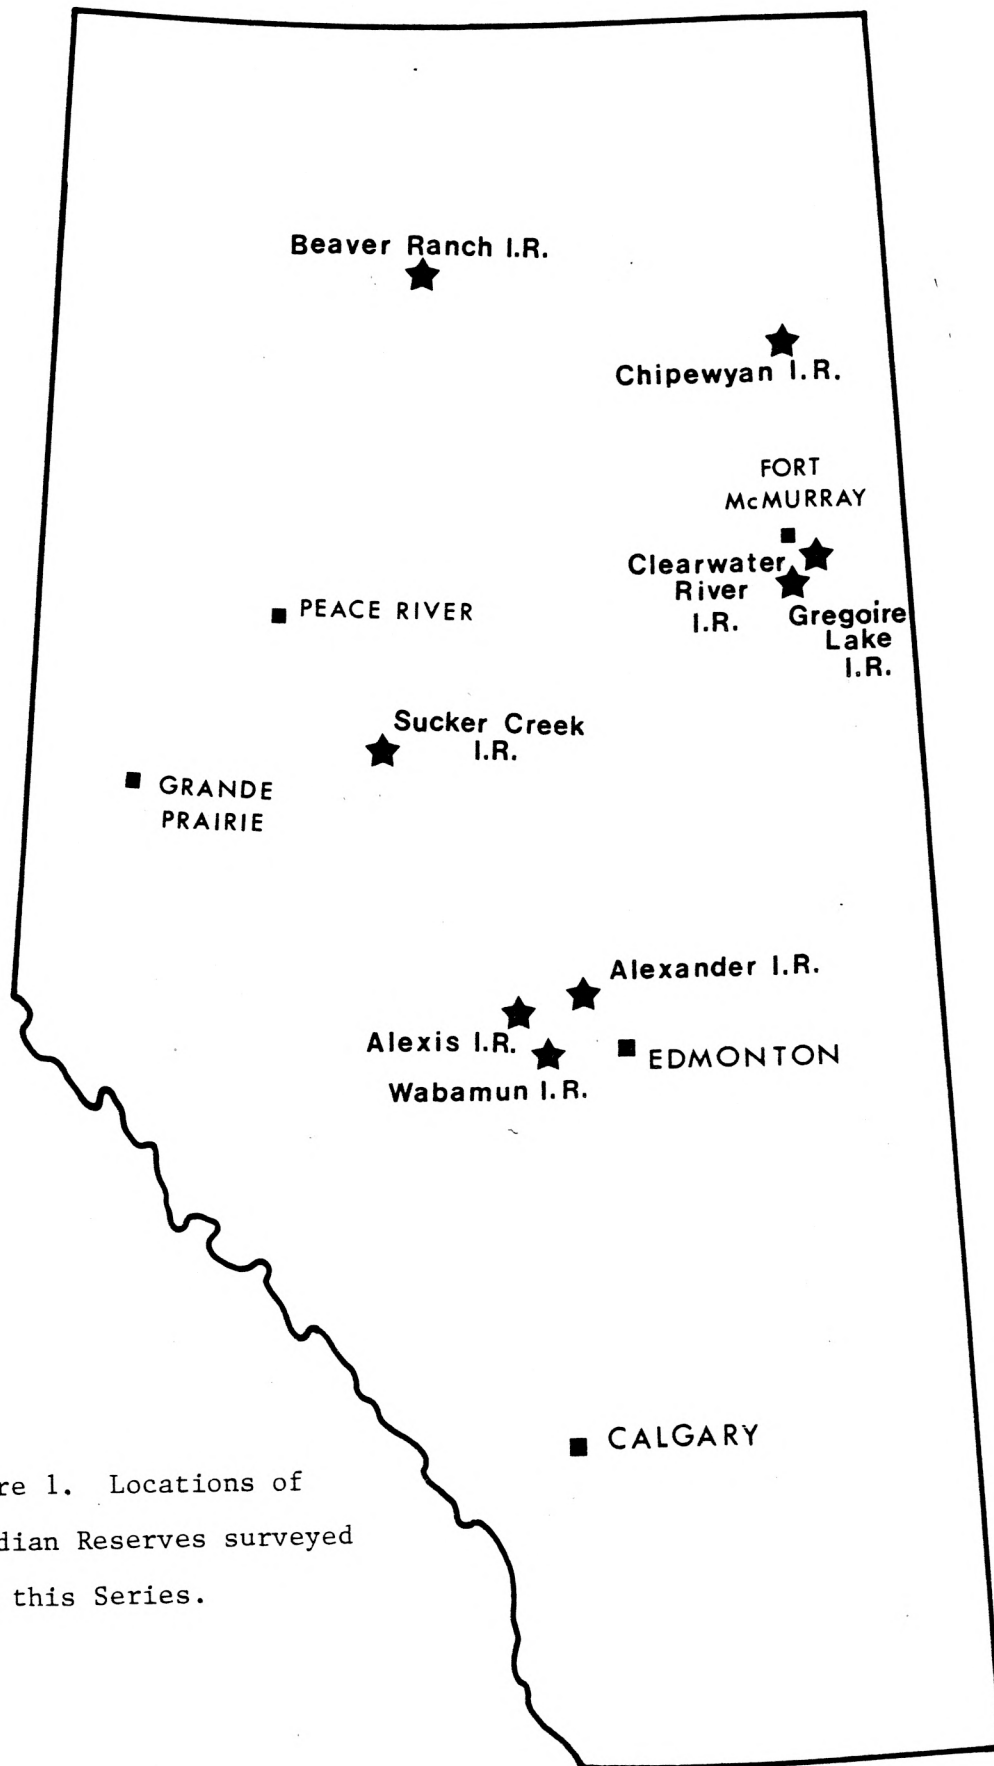 Beaver Ranch I.R.
Chipewyan I.R.
FORT
McMURRAY
Clearwater
River
I.R.
Gregoire
Lake
I.R.
PEACE RIVER
Sucker Creek
I.R.
GRANDE
PRAIRIE
Alexander I.R.
Alexis I.R.
EDMONTON
Wabamun I.R.
CALGARY
re 1. Locations of
dian Reserves surveyed
this Series.